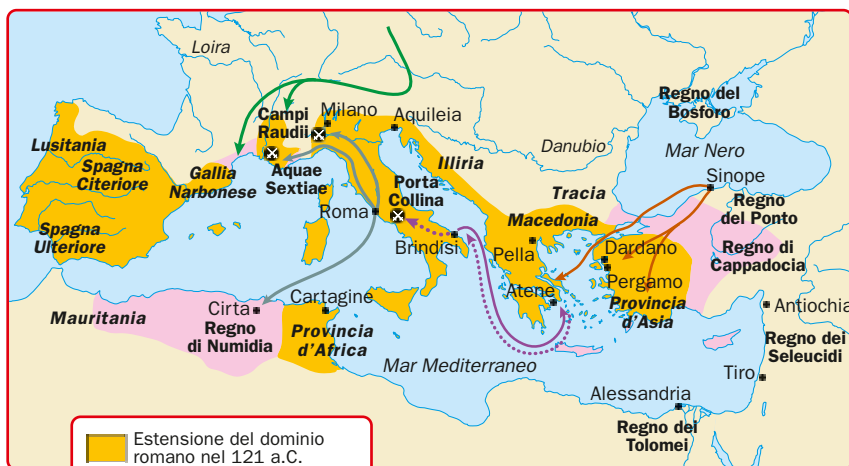 Loira
Regno del
Bosforo
Campi
Raudii
Milano
Aquileia
Lusitania
Danubio
Mar Nero
Spagna
Citeriore
Gallia
Narbonese
Aquae
Sextiae
Illiria
Porta
Collina
Tracia
Sinope
Regno
del Ponto
Spagna
Ulteriore
Roma
Macedonia
Brindisi
Pella
Dardano
Regno di
Cappadocia
Pergamo
Atene
Provincia
d'Asia
Cirta
Cartagine
Antiochia
Mauritania
Regno
di Numidia
Provincia
d'Africa
Regno dei
Seleucidi
Mar Mediterraneo
Tiro
Alessandria
Regno dei
Tolomei
Estensione del dominio
romano nel 121 a.C.